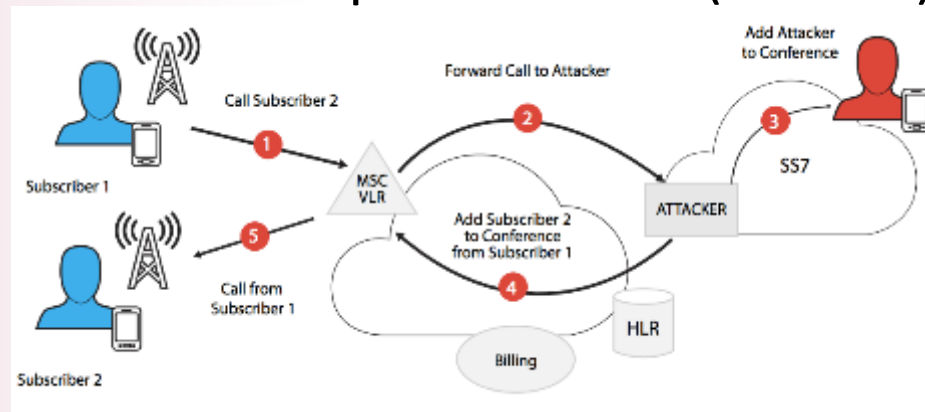 Add Attacker
to Conference
Forward Call to Attacker
Call Subscriber 2
1
2
3
SS7
Subscriber 1
MSC
VLR
ATTACKER
Add Subscriber 2
to Conference
from Subscriber 1
5
4
Call from
Subscriber 1
HLR
Billing
Subscriber 2